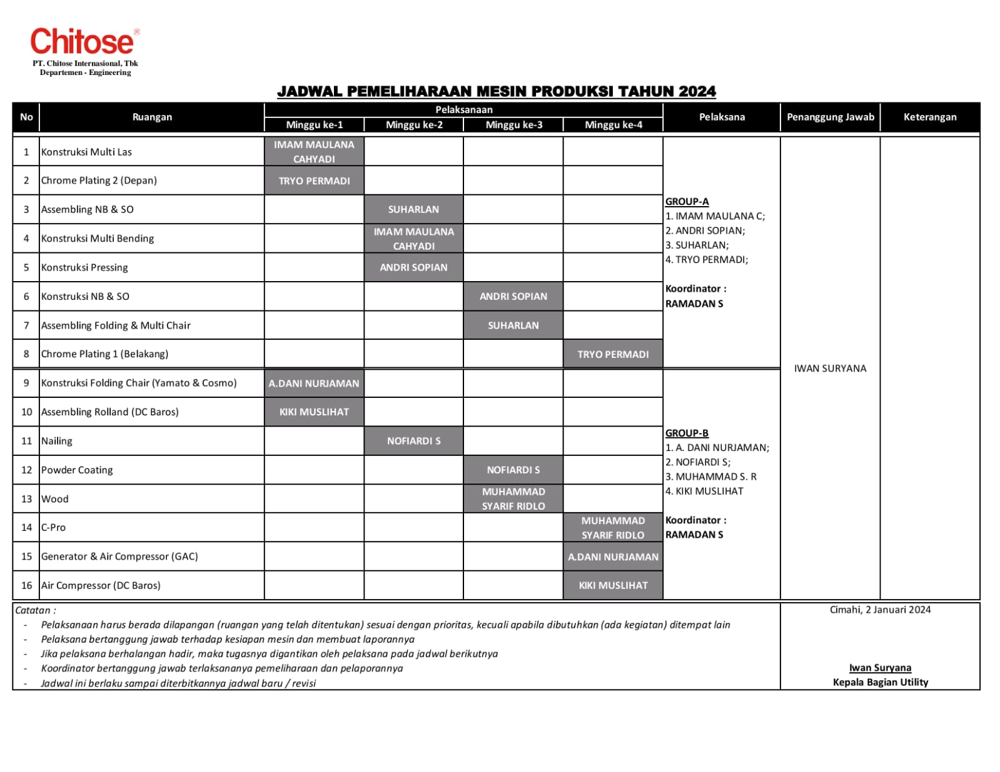 Chitose®
PT. Chitose Internasional, Tbk
Departemen - Engineering
JADWAL PEMELIHARAAN MESIN PRODUKSI TAHUN 2024
No Ruangan Pelaksanaan Pelaksana Penanggung Jawab Keterangan
Minggu ke-1 Minggu ke-2 Minggu ke-3 Minggu ke-4
1 Konstruksi Multi Las IMAM MAULANA
CAHYADI
2 Chrome Plating 2 (Depan) TRYO PERMADI
3 Assembling NB & SO SUHARLAN
4 Konstruksi Multi Bending IMAM MAULANA
CAHYADI
5 Konstruksi Pressing ANDRI SOPIAN
6 Konstruksi NB & SO ANDRI SOPIAN
7 Assembling Folding & Multi Chair SUHARLAN
8 Chrome Plating 1 (Belakang) TRYO PERMADI
GROUP-A
1. IMAM MAULANA C;
2. ANDRI SOPIAN;
3. SUHARLAN;
4. TRYO PERMADI;
Koordinator :
RAMADAN S
IWAN SURYANA
9 Konstruksi Folding Chair (Yamato & Cosmo) A.DANI NURJAMAN
10 Assembling Rolland (DC Baros) KIKI MUSLIHAT
11 Nailing NOFIARDI S
12 Powder Coating NOFIARDI S
13 Wood MUHAMMAD
SYARIF RIDLO
14 C-Pro MUHAMMAD
SYARIF RIDLO
15 Generator & Air Compressor (GAC) A.DANI NURJAMAN
16 Air Compressor (DC Baros) KIKI MUSLIHAT
GROUP-B
1. A. DANI NURJAMAN;
2. NOFIARDI S;
3. MUHAMMAD S. R
4. KIKI MUSLIHAT
Koordinator :
RAMADAN S
Catatan :
- Pelaksanaan harus berada dilapangan (ruangan yang telah ditentukan) sesuai dengan prioritas, kecuali apabila dibutuhkan (ada kegiatan) ditempat lain
- Pelaksana bertanggung jawab terhadap kesiapan mesin dan membuat laporannya
- Jika pelaksana berhalangan hadir, maka tugasnya digantikan oleh pelaksana pada jadwal berikutnya
- Koordinator bertanggung jawab terlaksananya pemeliharaan dan pelaporannya
- Jadwal ini berlaku sampai diterbitkannya jadwal baru / revisi
Cimahi, 2 Januari 2024
Iwan Suryana
Kepala Bagian Utility